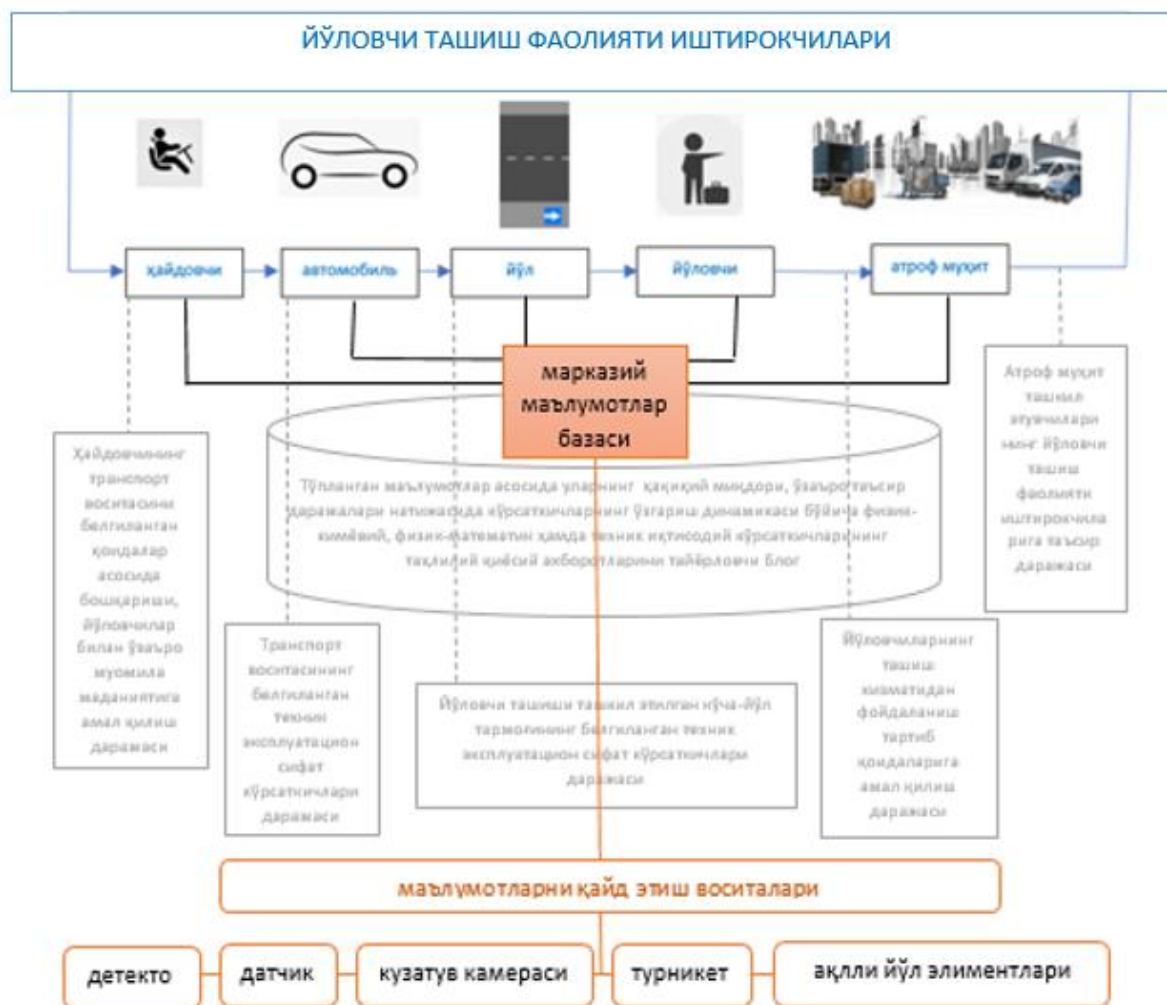 ЙЎЛОВЧИ ТАШИШ ФАОЛИЯТИ ИШТИРОКЧИЛАРИ
ҳайдовчи
автомобиль
йўл
йўловчи
атроф муҳит
марказий
маълумотлар
базаси
Атроф муҳит
ташкил
этувчилари
нинг йўловчи
ташиш
фаолияти
иштирокчила
рига таъсир
даражаси
Ҳайдовчининг
транспорт
воситасини
белгиланган
қоидалар
асосида
бошқариши,
йўловчилар
билан ўзаъро
муомила
маданиятига
амал қилиш
даражаси
Тўпланган маълумотлар асосида уларнинг ҳақиқий миқдори, ўзаъро таъсир
даражалари натижасида кўрсаткичларнинг ўзгариш динамикаси бўйича физик-
кимёвий, физик-математик ҳамда техник иқтисодий кўрсаткичларнинг
таҳлилий қиёсий ахборотларини тайёрловчи блог
Транспорт
воситасининг
белгиланган
техник
эксплуатацион
сифат
кўрсаткичлари
даражаси
Йўловчи ташиши ташкил этилган кўча-йўл
тармоғининг белгиланган техник
эксплуатацион сифат кўрсаткичлари
даражаси
Йўловчиларнинг
ташиш
хизматидан
фойдаланиш
тартиб
қоидаларига
амал қилиш
даражаси
маълумотларни қайд этиш воситалари
детекто
датчик
кузатув камераси
турникет
ақлли йўл элиментлари